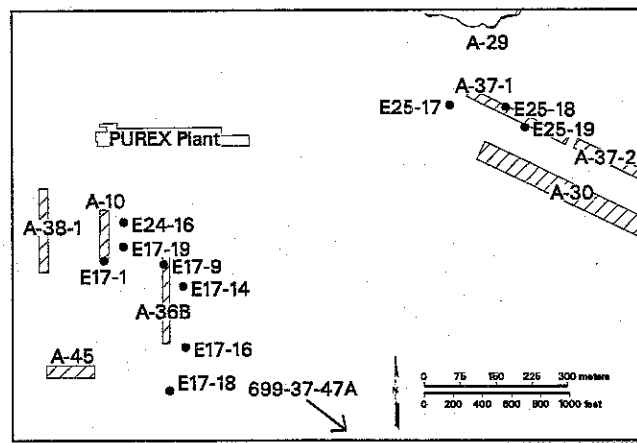 A-29
A-37-1
E25-17
E25-18
E25-19
A-37-2
PUREX Plant
A-30
A-10
A-38-1
E24-16
E17-19
E17-1
E17-9
E17-14
A-36B
E17-16
A-45
E17-18
699-37-47A
N
0 75 150 225 300 meters
0 200 400 600 800 1000 feet